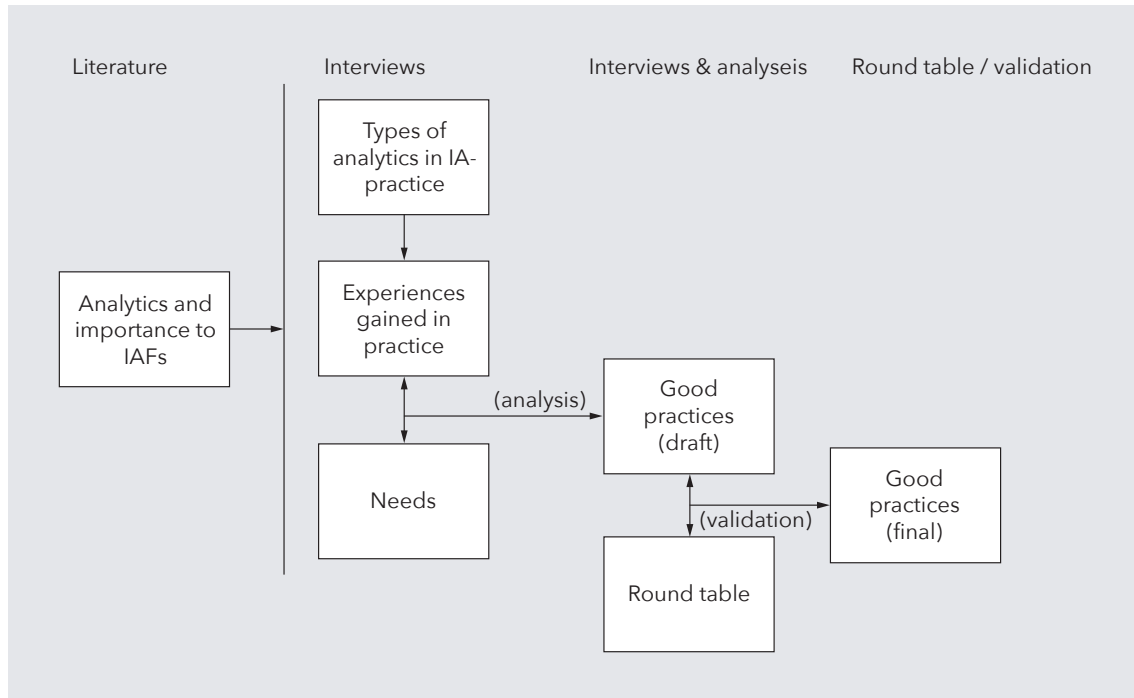 Literature
Interviews
Interviews & analyseis
Round table / validation
Types of
analytics in IA-
practice
Analytics and
importance to
IAFs
Experiences
gained in
practice
(analysis)
Needs
Good
practices
(draft)
(validation)
Round table
Good
practices
(final)